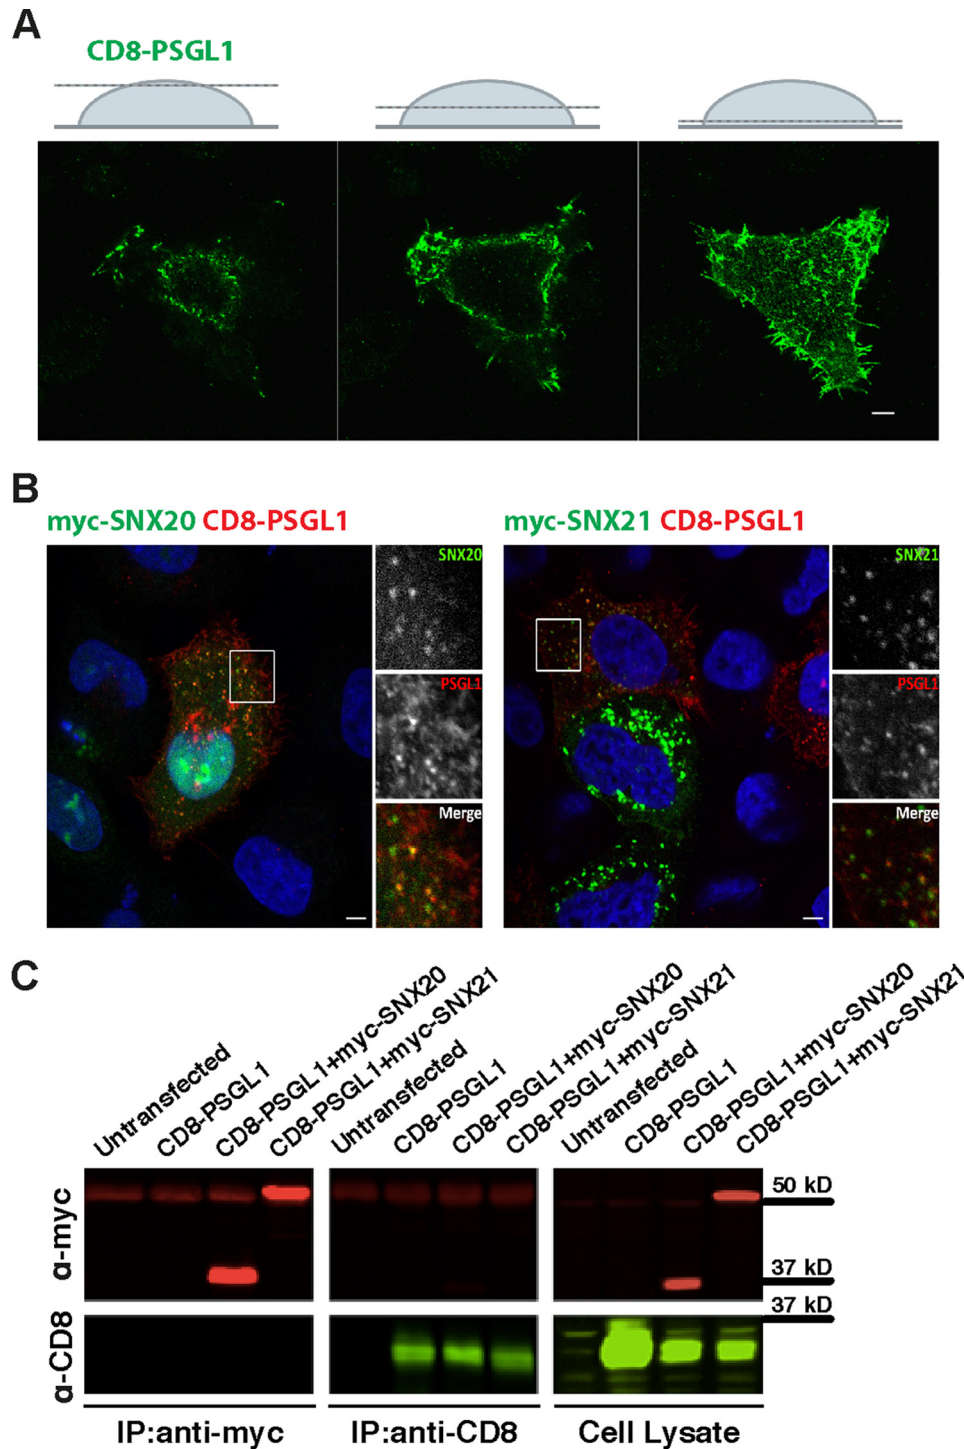 A
CD8-PSGL1
B
myc-SNX20 CD8-PSGL1
SNX20
PSGL1
Merge
myc-SNX21 CD8-PSGL1
SNX21
PSGL1
Merge
C
Untransfected
CD8-PSGL1
CD8-PSGL1+myc-SNX20
CD8-PSGL1+myc-SNX21
Untransfected
CD8-PSGL1
CD8-PSGL1+myc-SNX20
CD8-PSGL1+myc-SNX21
Untransfected
CD8-PSGL1
CD8-PSGL1+myc-SNX20
CD8-PSGL1+myc-SNX21
α-myc
50 kD
37 kD
37 kD
α-CD8
IP:anti-myc
IP:anti-CD8
Cell Lysate